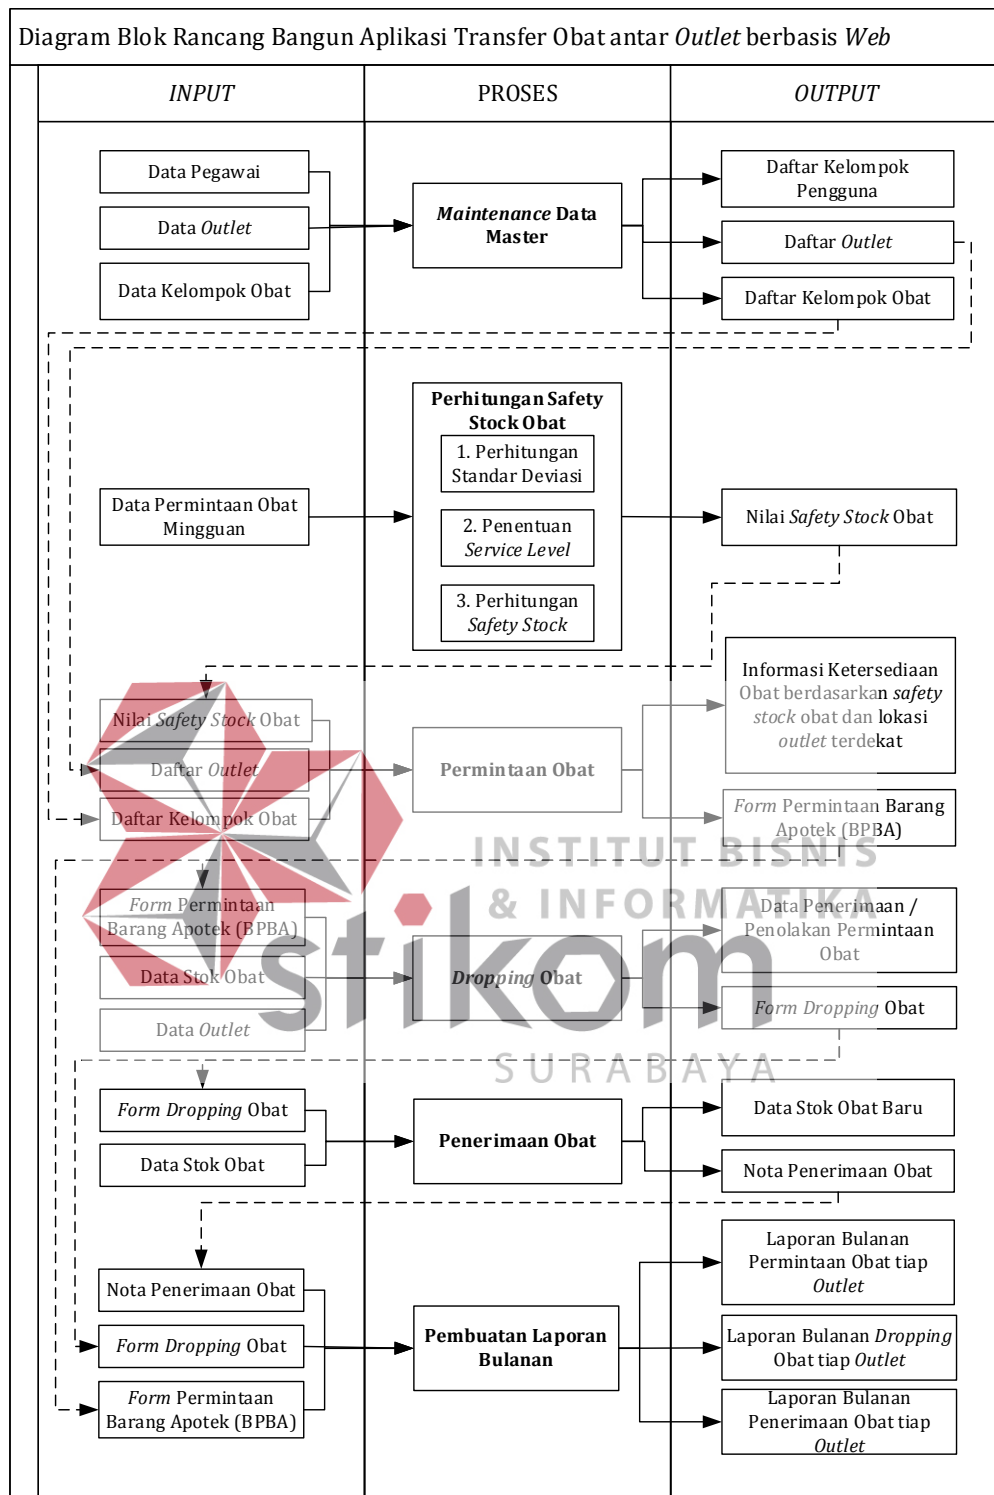 Diagram Blok Rancang Bangun Aplikasi Transfer Obat antar Outlet berbasis Web
INPUT
PROSES
OUTPUT
Data Pegawai
Data Outlet
Data Kelompok Obat
Maintenance Data
Master
Daftar Kelompok
Pengguna
Daftar Outlet
Daftar Kelompok Obat
Data Permintaan Obat
Mingguan
Perhitungan Safety
Stock Obat
1. Perhitungan
Standar Deviasi
2. Penentuan
Service Level
3. Perhitungan
Safety Stock
Nilai Safety Stock Obat
Nilai Safety Stock Obat
Daftar Outlet
Daftar Kelompok Obat
Permintaan Obat
Informasi Ketersediaan
Obat berdasarkan safety
stock obat dan lokasi
outlet terdekat
Form Permintaan Barang
Apotek (BPBA)
INSTITUT BISNIS
& INFORMATIKA
stikom
SURABAYA
Form Permintaan
Barang Apotek (BPBA)
Data Stok Obat
Data Outlet
Dropping Obat
Data Penerimaan /
Penolakan Permintaan
Obat
Form Dropping Obat
Form Dropping Obat
Data Stok Obat
Penerimaan Obat
Data Stok Obat Baru
Nota Penerimaan Obat
Nota Penerimaan Obat
Form Dropping Obat
Form Permintaan
Barang Apotek (BPBA)
Pembuatan Laporan
Bulanan
Laporan Bulanan
Permintaan Obat tiap
Outlet
Laporan Bulanan Dropping
Obat tiap Outlet
Laporan Bulanan
Penerimaan Obat tiap
Outlet